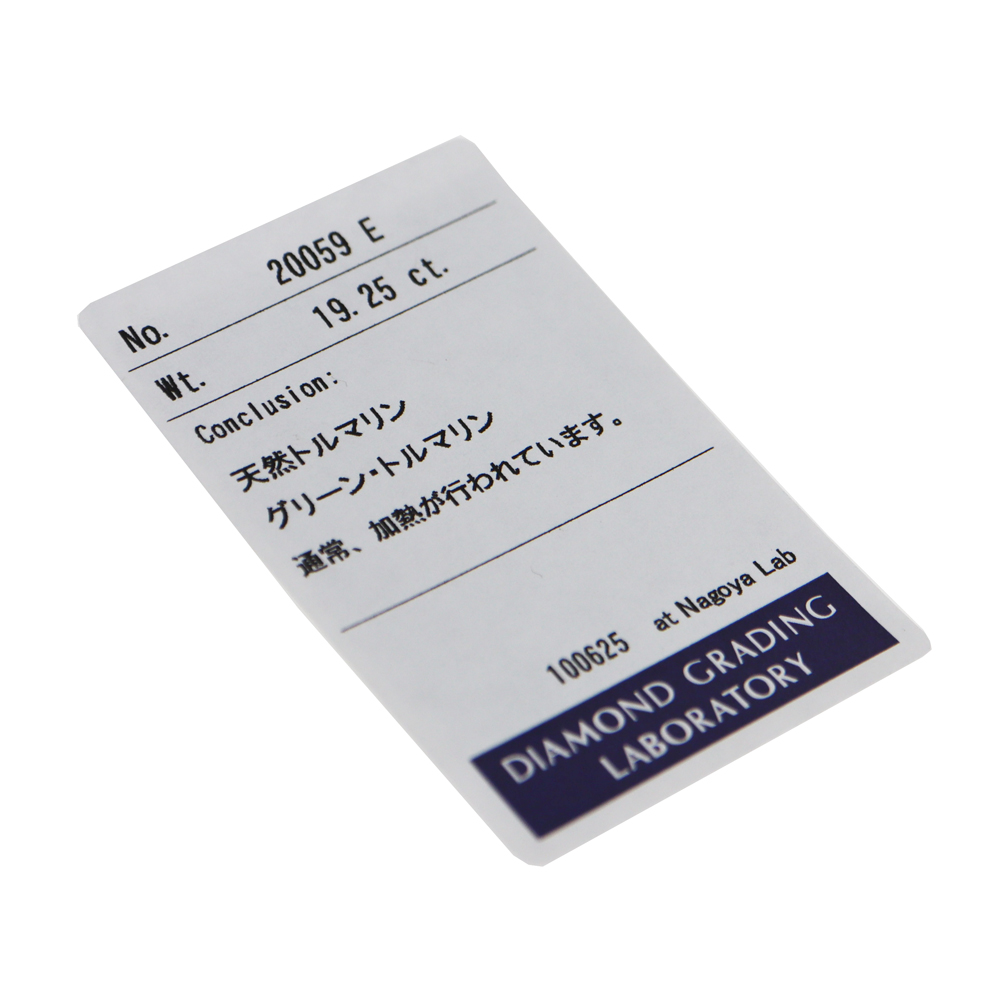 No. 20059 E
Wt. 19.25 ct.
Conclusion:
天然トルマリン
グリーン・トルマリン
通常、加熱が行われています。
100625 at Nagoya Lab
DIAMOND GRADING
LABORATORY